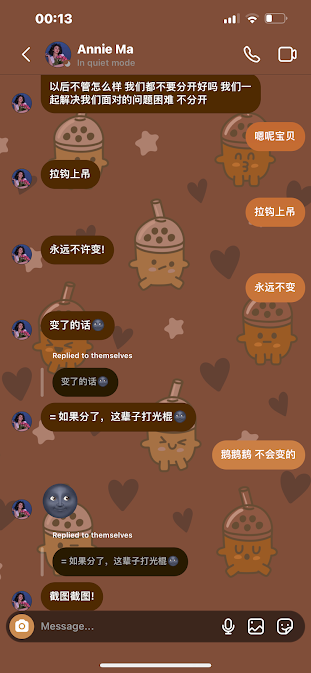 00:13
Annie Ma
In quiet mode
以后不管怎么样 我们都不要分开好吗 我们一
起解决我们面对的问题困难 不分开
嗯呢宝贝
拉钩上吊
拉钩上吊
永远不许变!
永远不变
变了的话🌚
Replied to themselves
变了的话🌚
= 如果分了，这辈子打光棍🌚
鹅鹅鹅 不会变的
🌚
Replied to themselves
= 如果分了，这辈子打光棍🌚
截图截图!
Message...